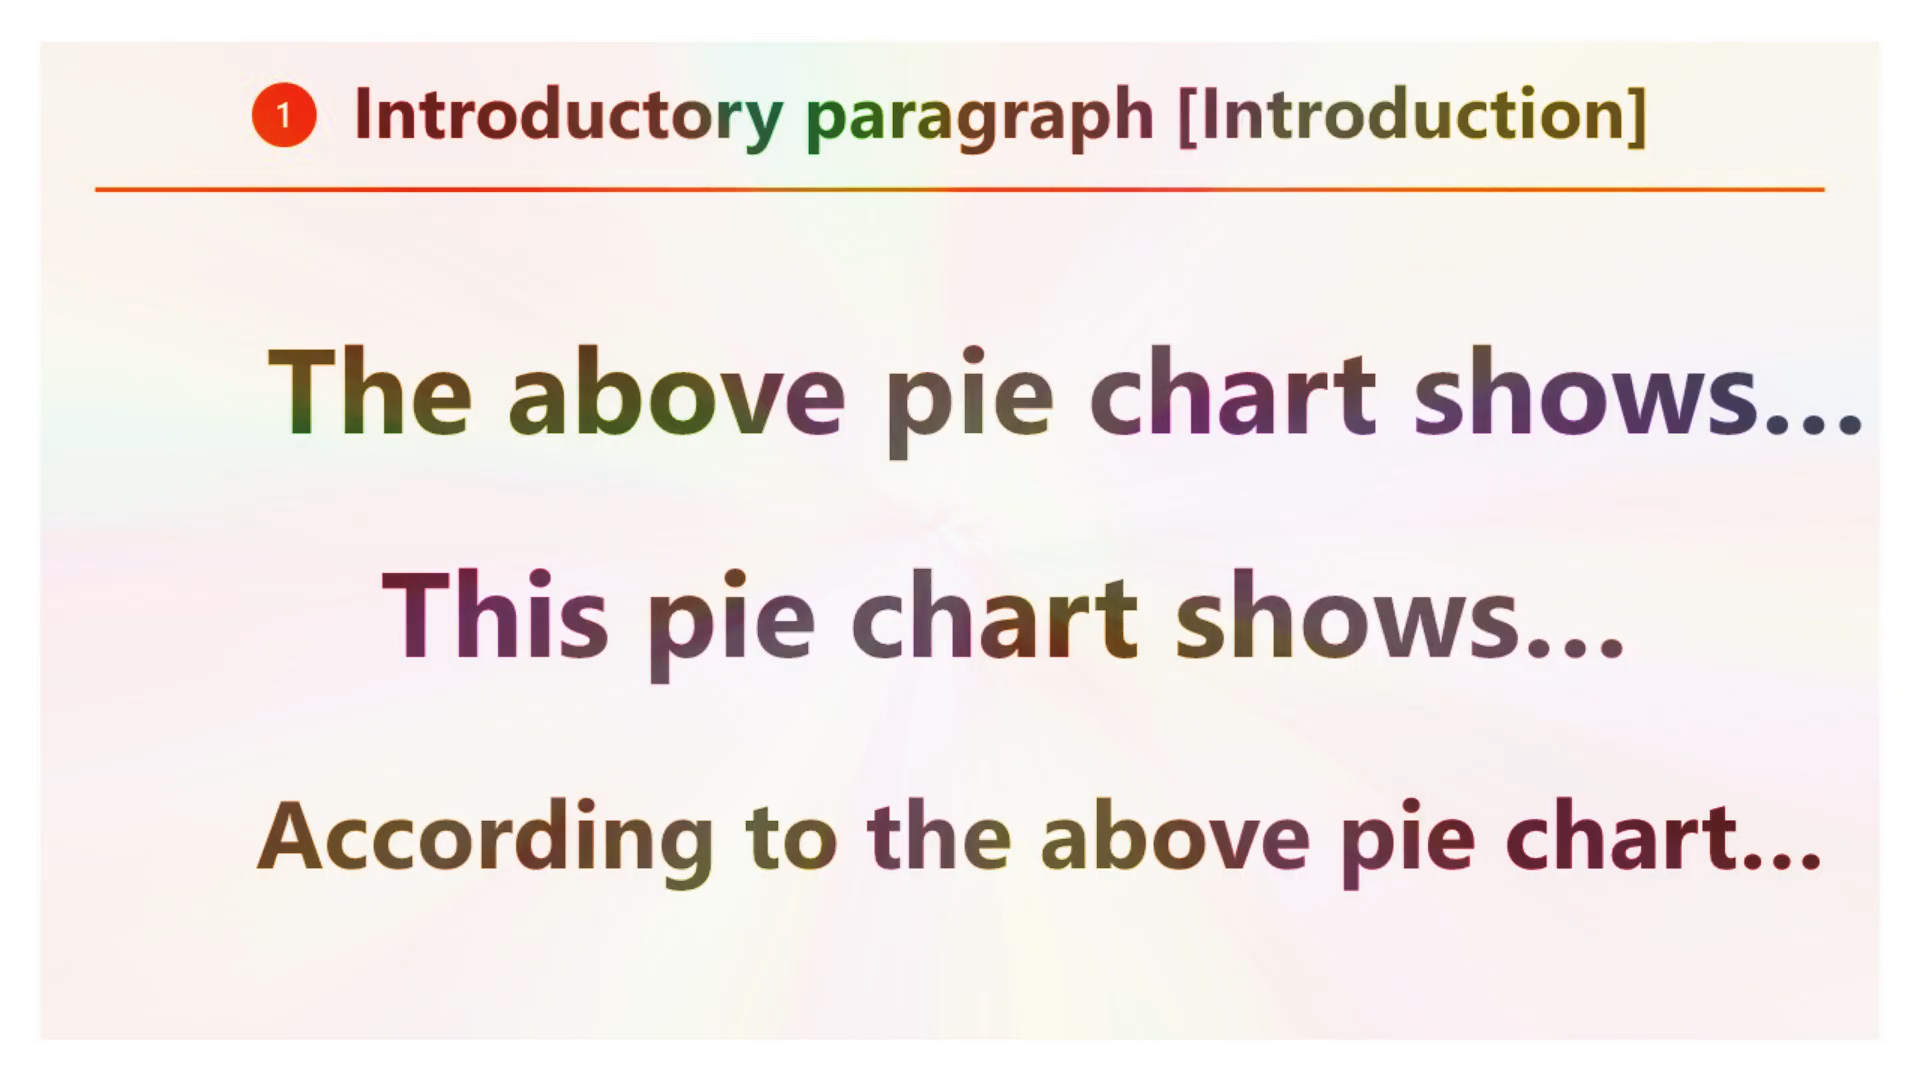 1 Introductory paragraph [Introduction]
The above pie chart shows...
This pie chart shows...
According to the above pie chart...